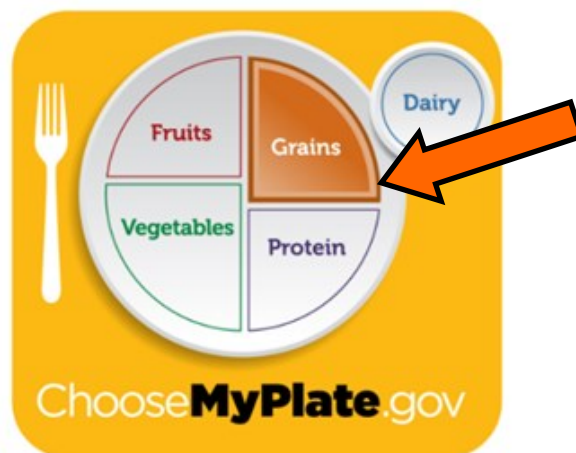 Dairy
Fruits
Grains
Vegetables
Protein
ChooseMyPlate.gov